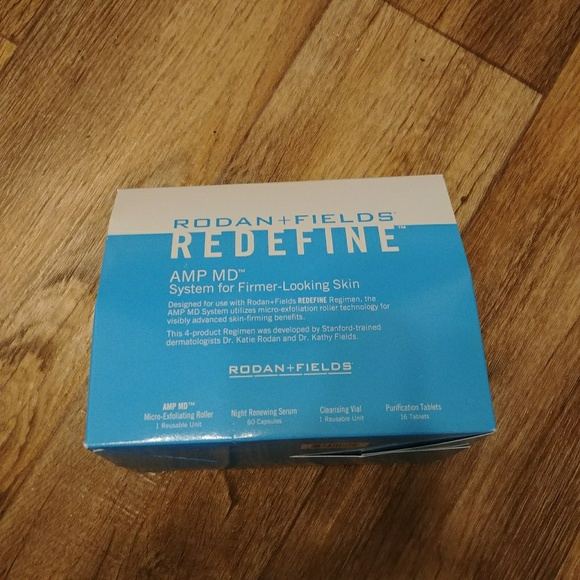 RODAN+FIELDS®
REDEFINE™
AMP MD™
System for Firmer-Looking Skin
Designed for use with Rodan+Fields REDEFINE Regimen, the
AMP MD System utilizes micro-exfoliation roller technology for
visibly advanced skin-firming benefits.
This 4-product Regimen was developed by Stanford-trained
dermatologists Dr. Katie Rodan and Dr. Kathy Fields.
RODAN+FIELDS®
AMP MD™
Micro-Exfoliating Roller
1 Reusable Unit
Night Renewing Serum
60 Capsules
Cleansing Vial
1 Reusable Unit
Purification Tablets
16 Tablets